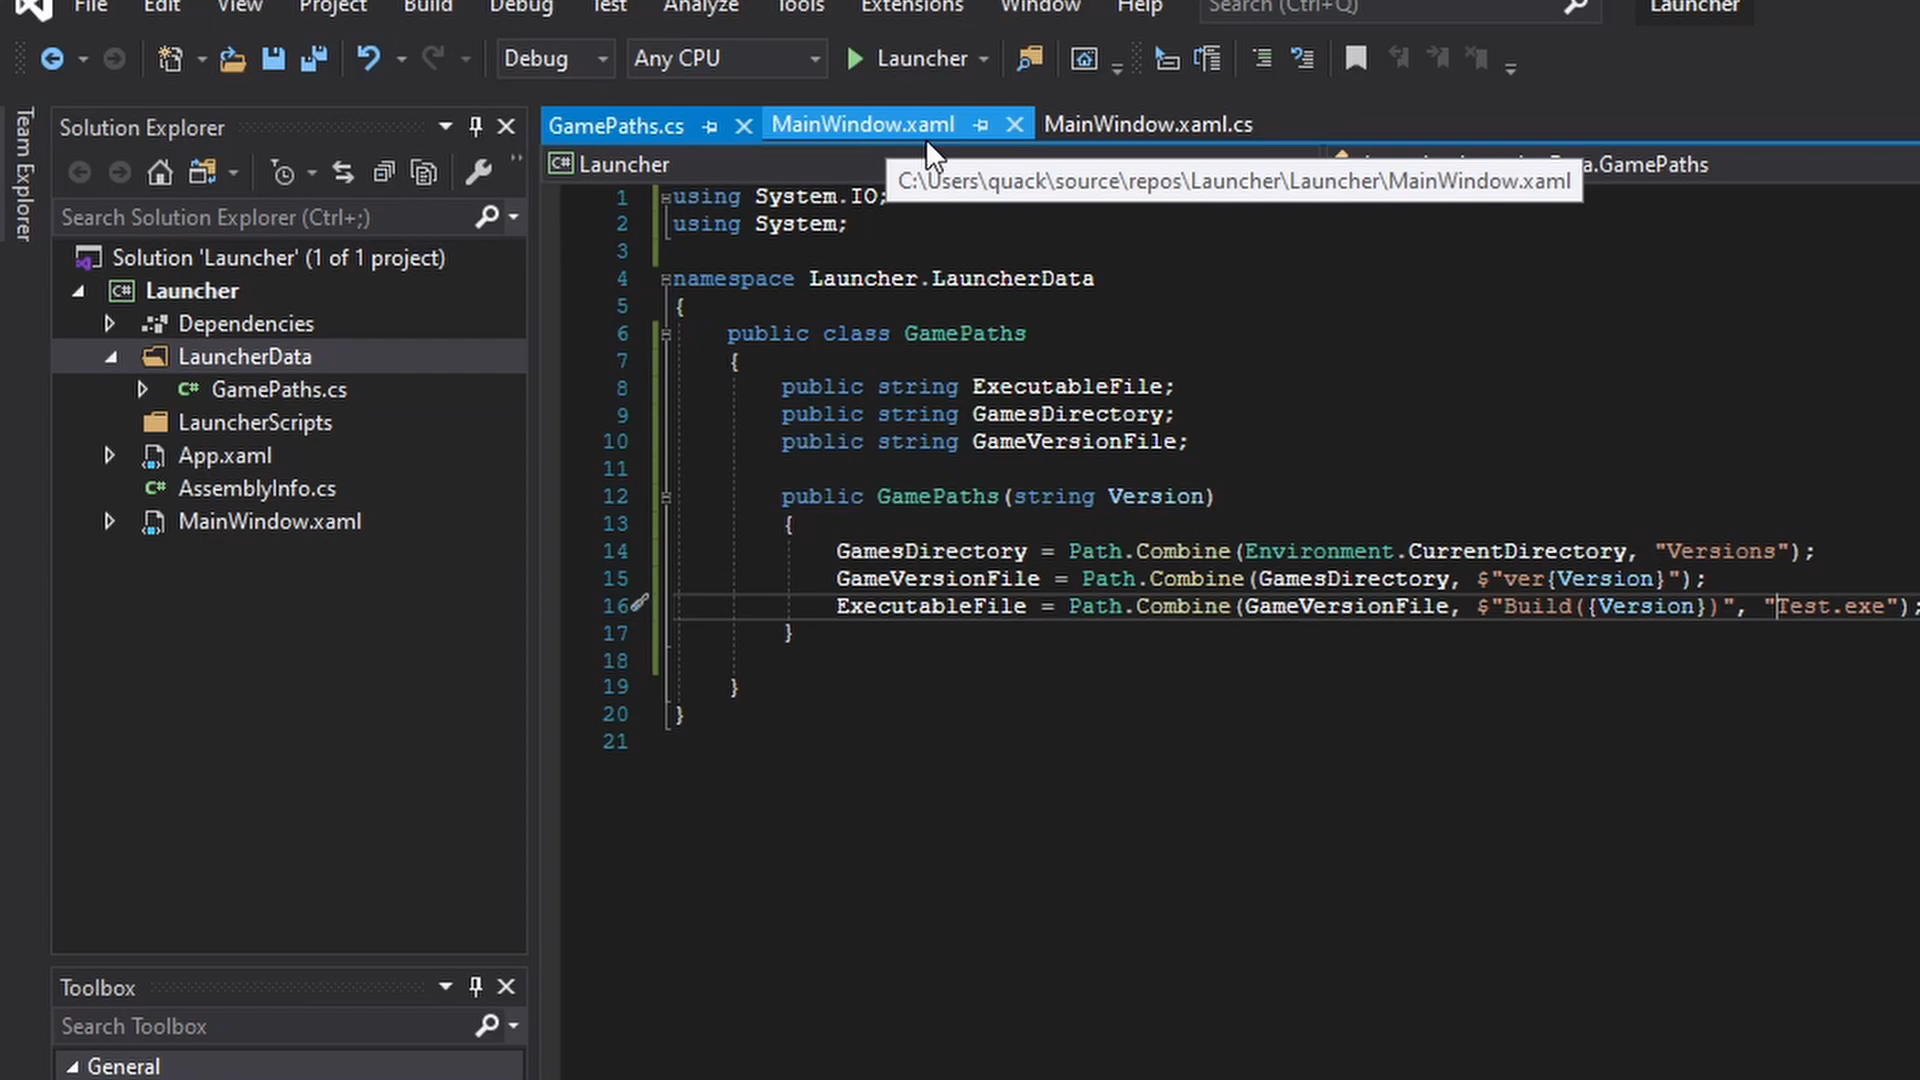 File Edit View Project Build Debug Test Analyze Tools Extensions Window Help Search (Ctrl+Q) Launcher
Debug Any CPU Launcher
Team Explorer
Solution Explorer
Search Solution Explorer (Ctrl+;)
Solution 'Launcher' (1 of 1 project)
C# Launcher
Dependencies
LauncherData
C# GamePaths.cs
LauncherScripts
App.xaml
C# AssemblyInfo.cs
MainWindow.xaml
Toolbox
Search Toolbox
General
GamePaths.cs MainWindow.xaml MainWindow.xaml.cs
C# Launcher a.GamePaths
C:\Users\quack\source\repos\Launcher\Launcher\MainWindow.xaml
1 using System.IO;
2 using System;
3
4 namespace Launcher.LauncherData
5 {
6 public class GamePaths
7 {
8 public string ExecutableFile;
9 public string GamesDirectory;
10 public string GameVersionFile;
11
12 public GamePaths(string Version)
13 {
14 GamesDirectory = Path.Combine(Environment.CurrentDirectory, "Versions");
15 GameVersionFile = Path.Combine(GamesDirectory, $"ver{Version}");
16 ExecutableFile = Path.Combine(GameVersionFile, $"Build({Version})", "Test.exe");
17 }
18
19 }
20 }
21